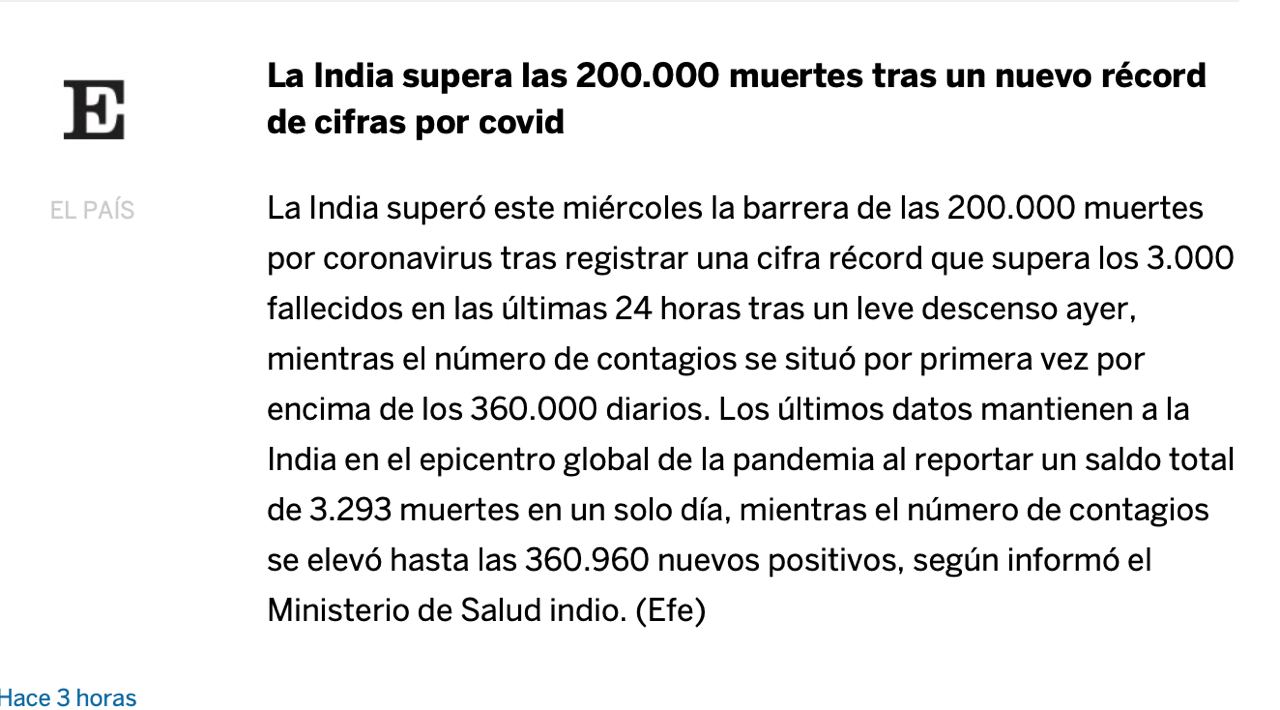 La India supera las 200.000 muertes tras un nuevo récord
de cifras por covid
E
EL PAÍS
La India superó este miércoles la barrera de las 200.000 muertes
por coronavirus tras registrar una cifra récord que supera los 3.000
fallecidos en las últimas 24 horas tras un leve descenso ayer,
mientras el número de contagios se situó por primera vez por
encima de los 360.000 diarios. Los últimos datos mantienen a la
India en el epicentro global de la pandemia al reportar un saldo total
de 3.293 muertes en un solo día, mientras el número de contagios
se elevó hasta las 360.960 nuevos positivos, según informó el
Ministerio de Salud indio. (Efe)
Hace 3 horas